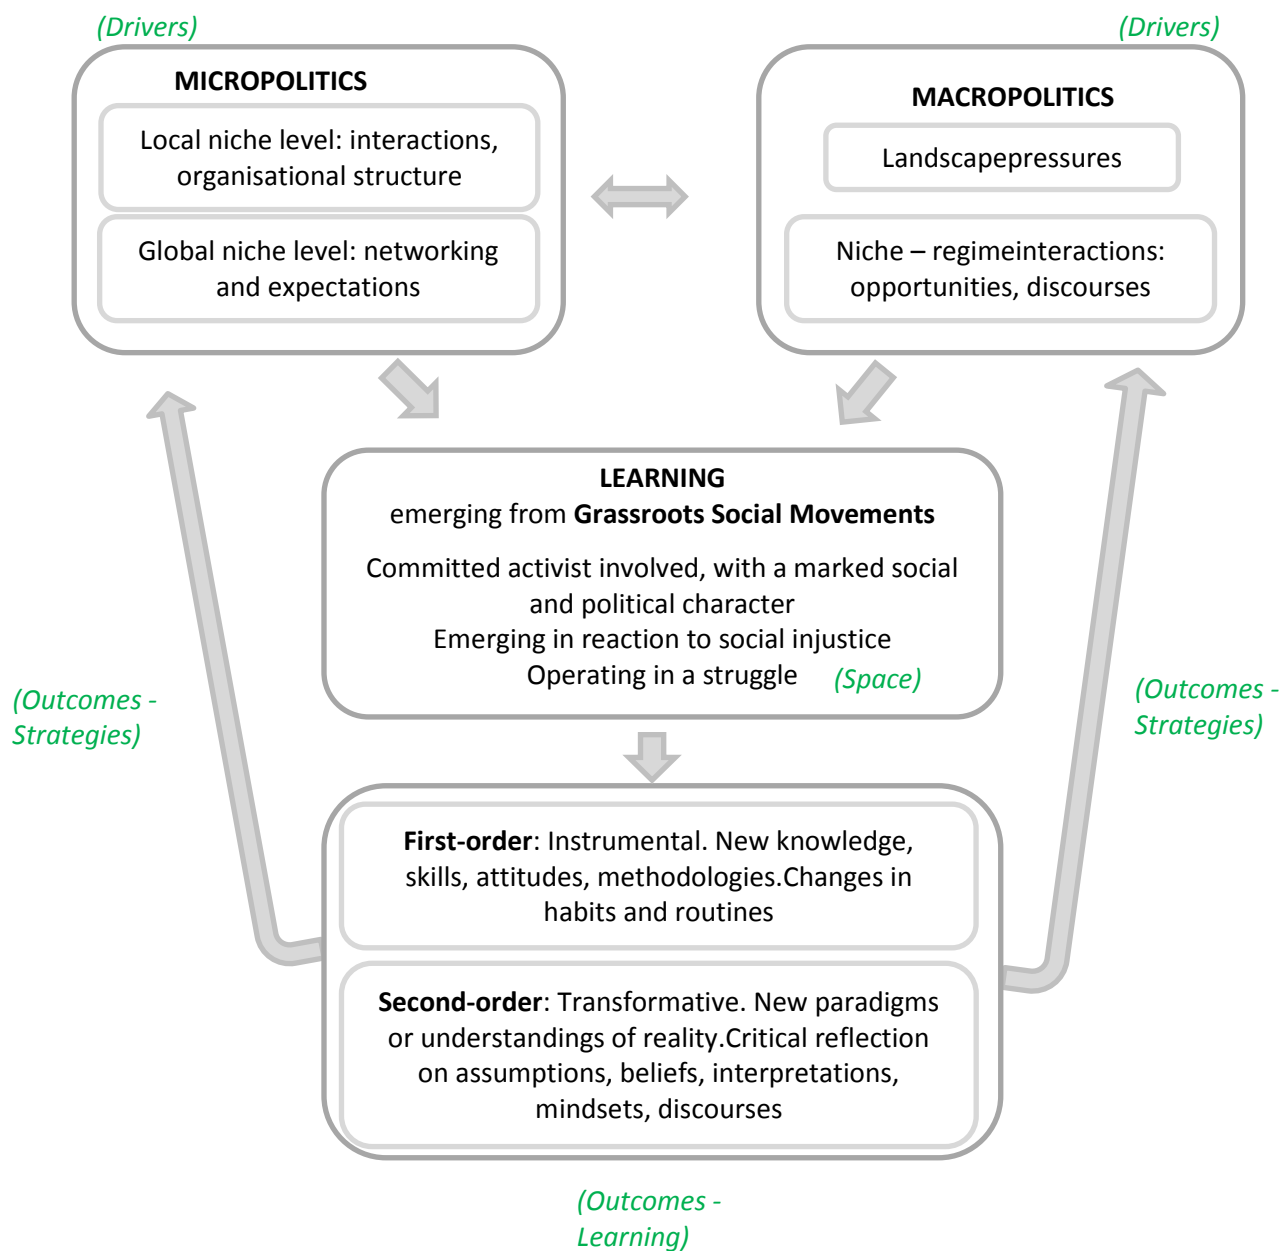 (Drivers)
(Drivers)
MICROPOLITICS
Local niche level: interactions,
organisational structure
Global niche level: networking
and expectations
MACROPOLITICS
Landscapepressures
Niche – regimeinteractions:
opportunities, discourses
LEARNING
emerging from Grassroots Social Movements
Committed activist involved, with a marked social
and political character
Emerging in reaction to social injustice
Operating in a struggle
(Space)
(Outcomes -
Strategies)
(Outcomes -
Strategies)
First-order: Instrumental. New knowledge,
skills, attitudes, methodologies.Changes in
habits and routines
Second-order: Transformative. New paradigms
or understandings of reality.Critical reflection
on assumptions, beliefs, interpretations,
mindsets, discourses
(Outcomes -
Learning)